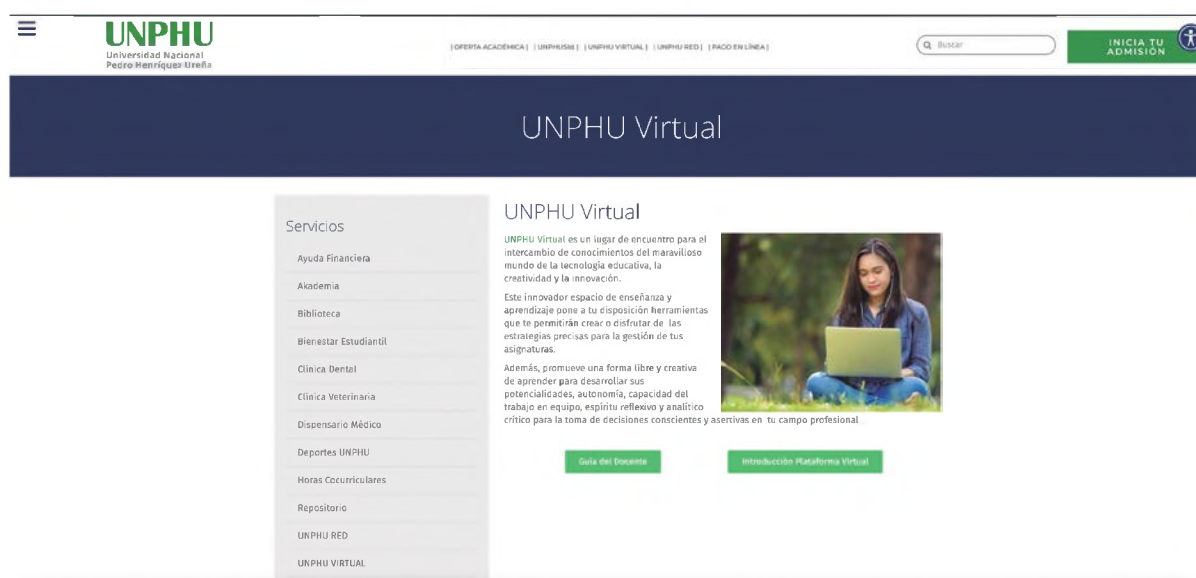 UNPHU
Universidad Nacional
Pedro Henríquez Ureña
| OFERTA ACADÉMICA | | UNPHUSist | | UNPHU VIRTUAL | | UNPHU RED | | PAGO EN LÍNEA |
Buscar
INICIA TU
ADMISIÓN
UNPHU Virtual
Servicios
Ayuda Financiera
Akademia
Biblioteca
Bienestar Estudiantil
Clínica Dental
Clínica Veterinaria
Dispensario Médico
Deportes UNPHU
Horas Cocurriculares
Repositorio
UNPHU RED
UNPHU VIRTUAL
UNPHU Virtual
UNPHU Virtual es un lugar de encuentro para el
intercambio de conocimientos del maravilloso
mundo de la tecnología educativa, la
creatividad y la innovación.
Este innovador espacio de enseñanza y
aprendizaje pone a tu disposición herramientas
que te permitirán crear o disfrutar de las
estrategias precisas para la gestión de tus
asignaturas.
Además, promueve una forma libre y creativa
de aprender para desarrollar sus
potencialidades, autonomía, capacidad del
trabajo en equipo, espíritu reflexivo y analítico
crítico para la toma de decisiones conscientes y asertivas en tu campo profesional
Guía del Docente
Introducción Plataforma Virtual